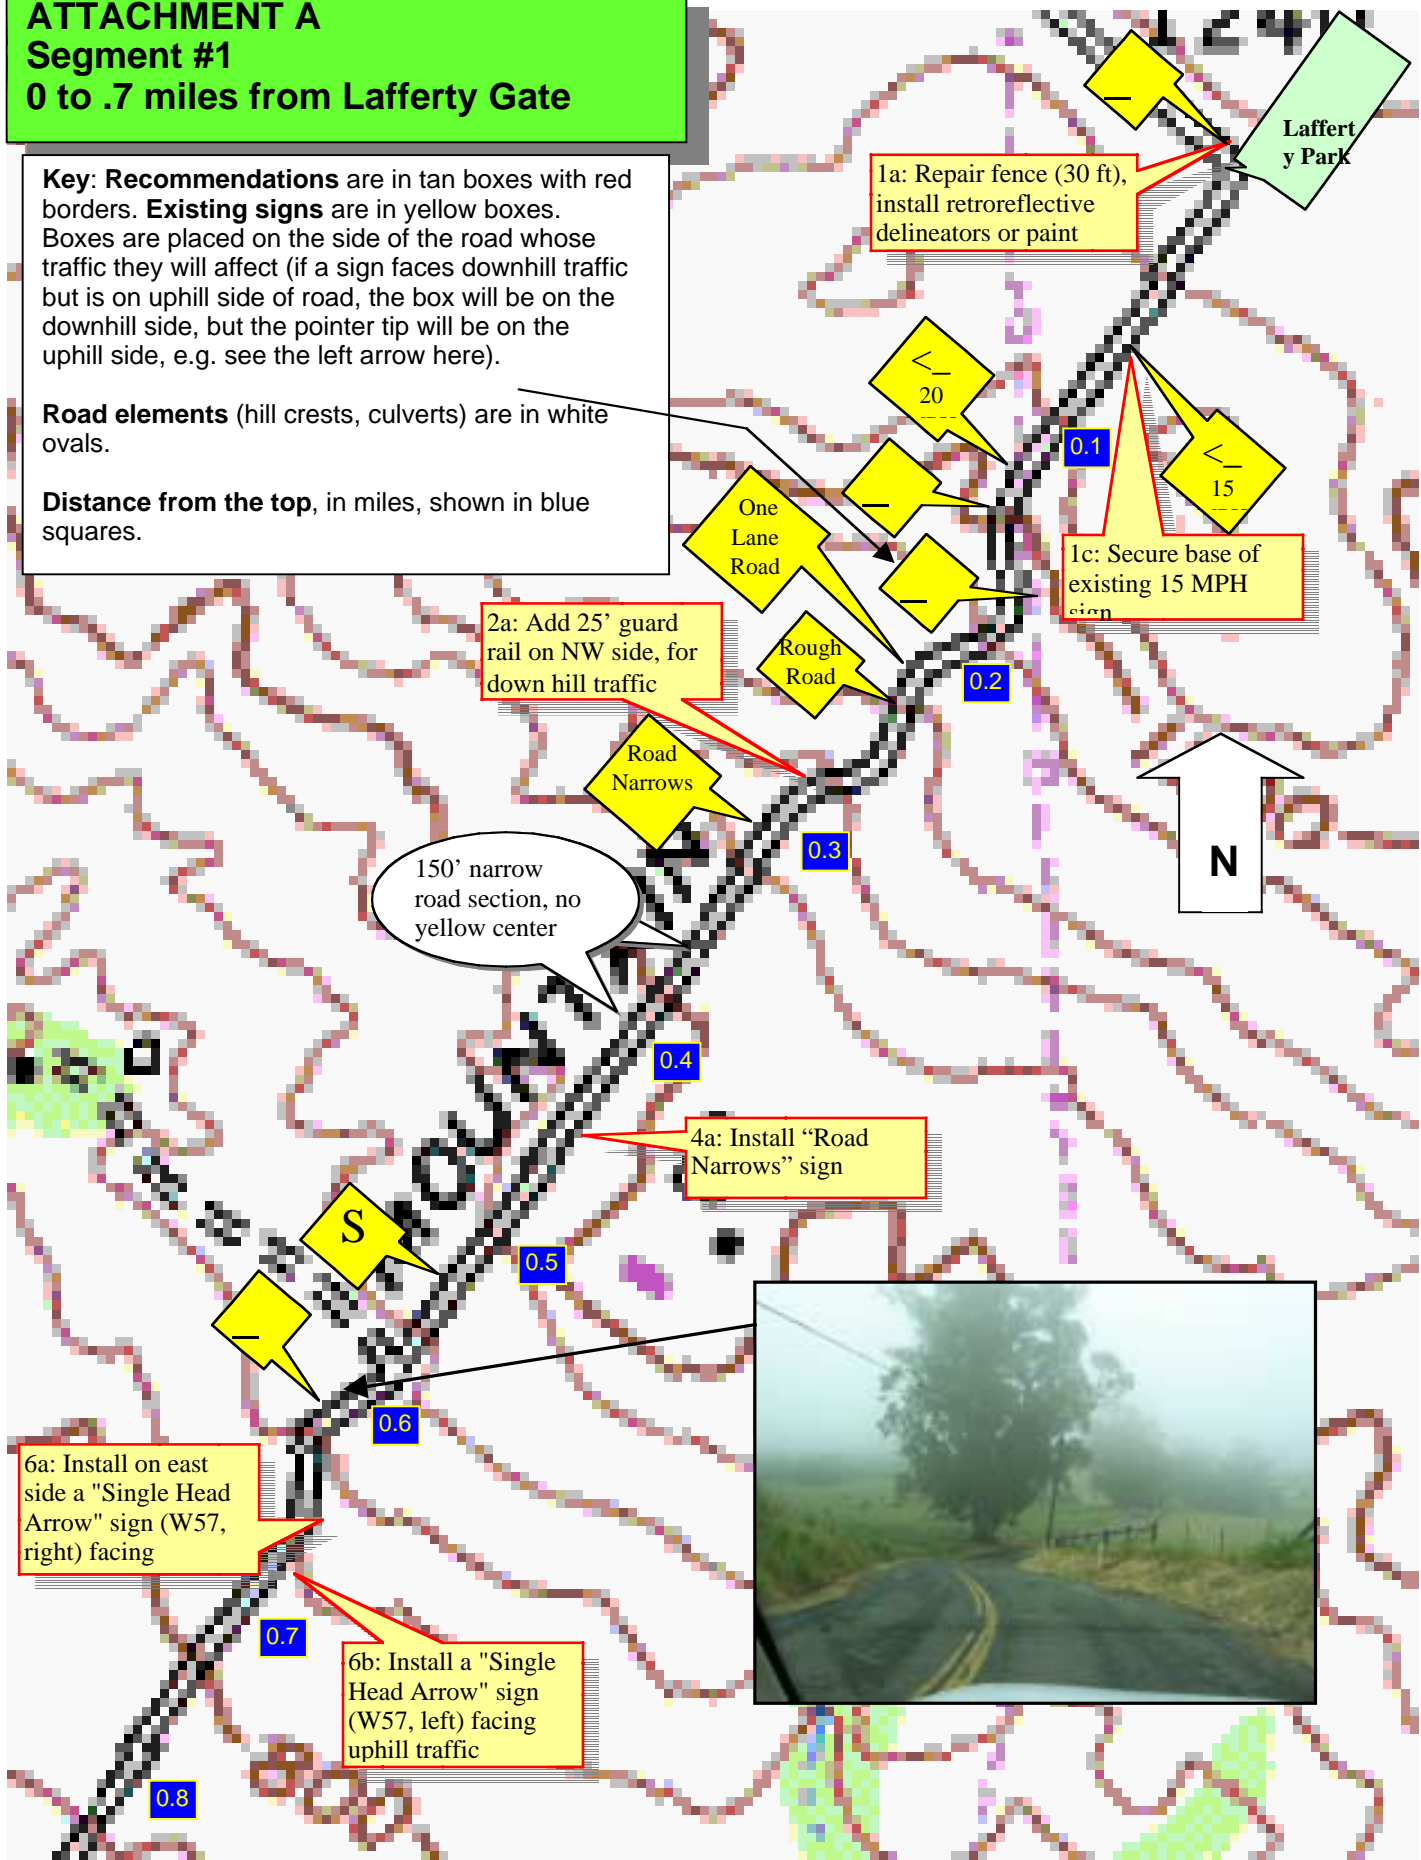 ATTACHMENT A
Segment #1
0 to .7 miles from Lafferty Gate
Key: Recommendations are in tan boxes with red
borders. Existing signs are in yellow boxes.
Boxes are placed on the side of the road whose
traffic they will affect (if a sign faces downhill traffic
but is on uphill side of road, the box will be on the
downhill side, but the pointer tip will be on the
uphill side, e.g. see the left arrow here).
Road elements (hill crests, culverts) are in white
ovals.
Distance from the top, in miles, shown in blue
squares.
Laffert
y Park
1a: Repair fence (30 ft),
install retroreflective
delineators or paint
<_
20
0.1
<_
15
1c: Secure base of
existing 15 MPH
sign
One
Lane
Road
2a: Add 25’ guard
rail on NW side, for
down hill traffic
Rough
Road
0.2
Road
Narrows
0.3
N
150’ narrow
road section, no
yellow center
0.4
MOUNTAIN
4a: Install “Road
Narrows” sign
S
0.5
0.6
6a: Install on east
side a "Single Head
Arrow" sign (W57,
right) facing
0.7
6b: Install a "Single
Head Arrow" sign
(W57, left) facing
uphill traffic
0.8
800